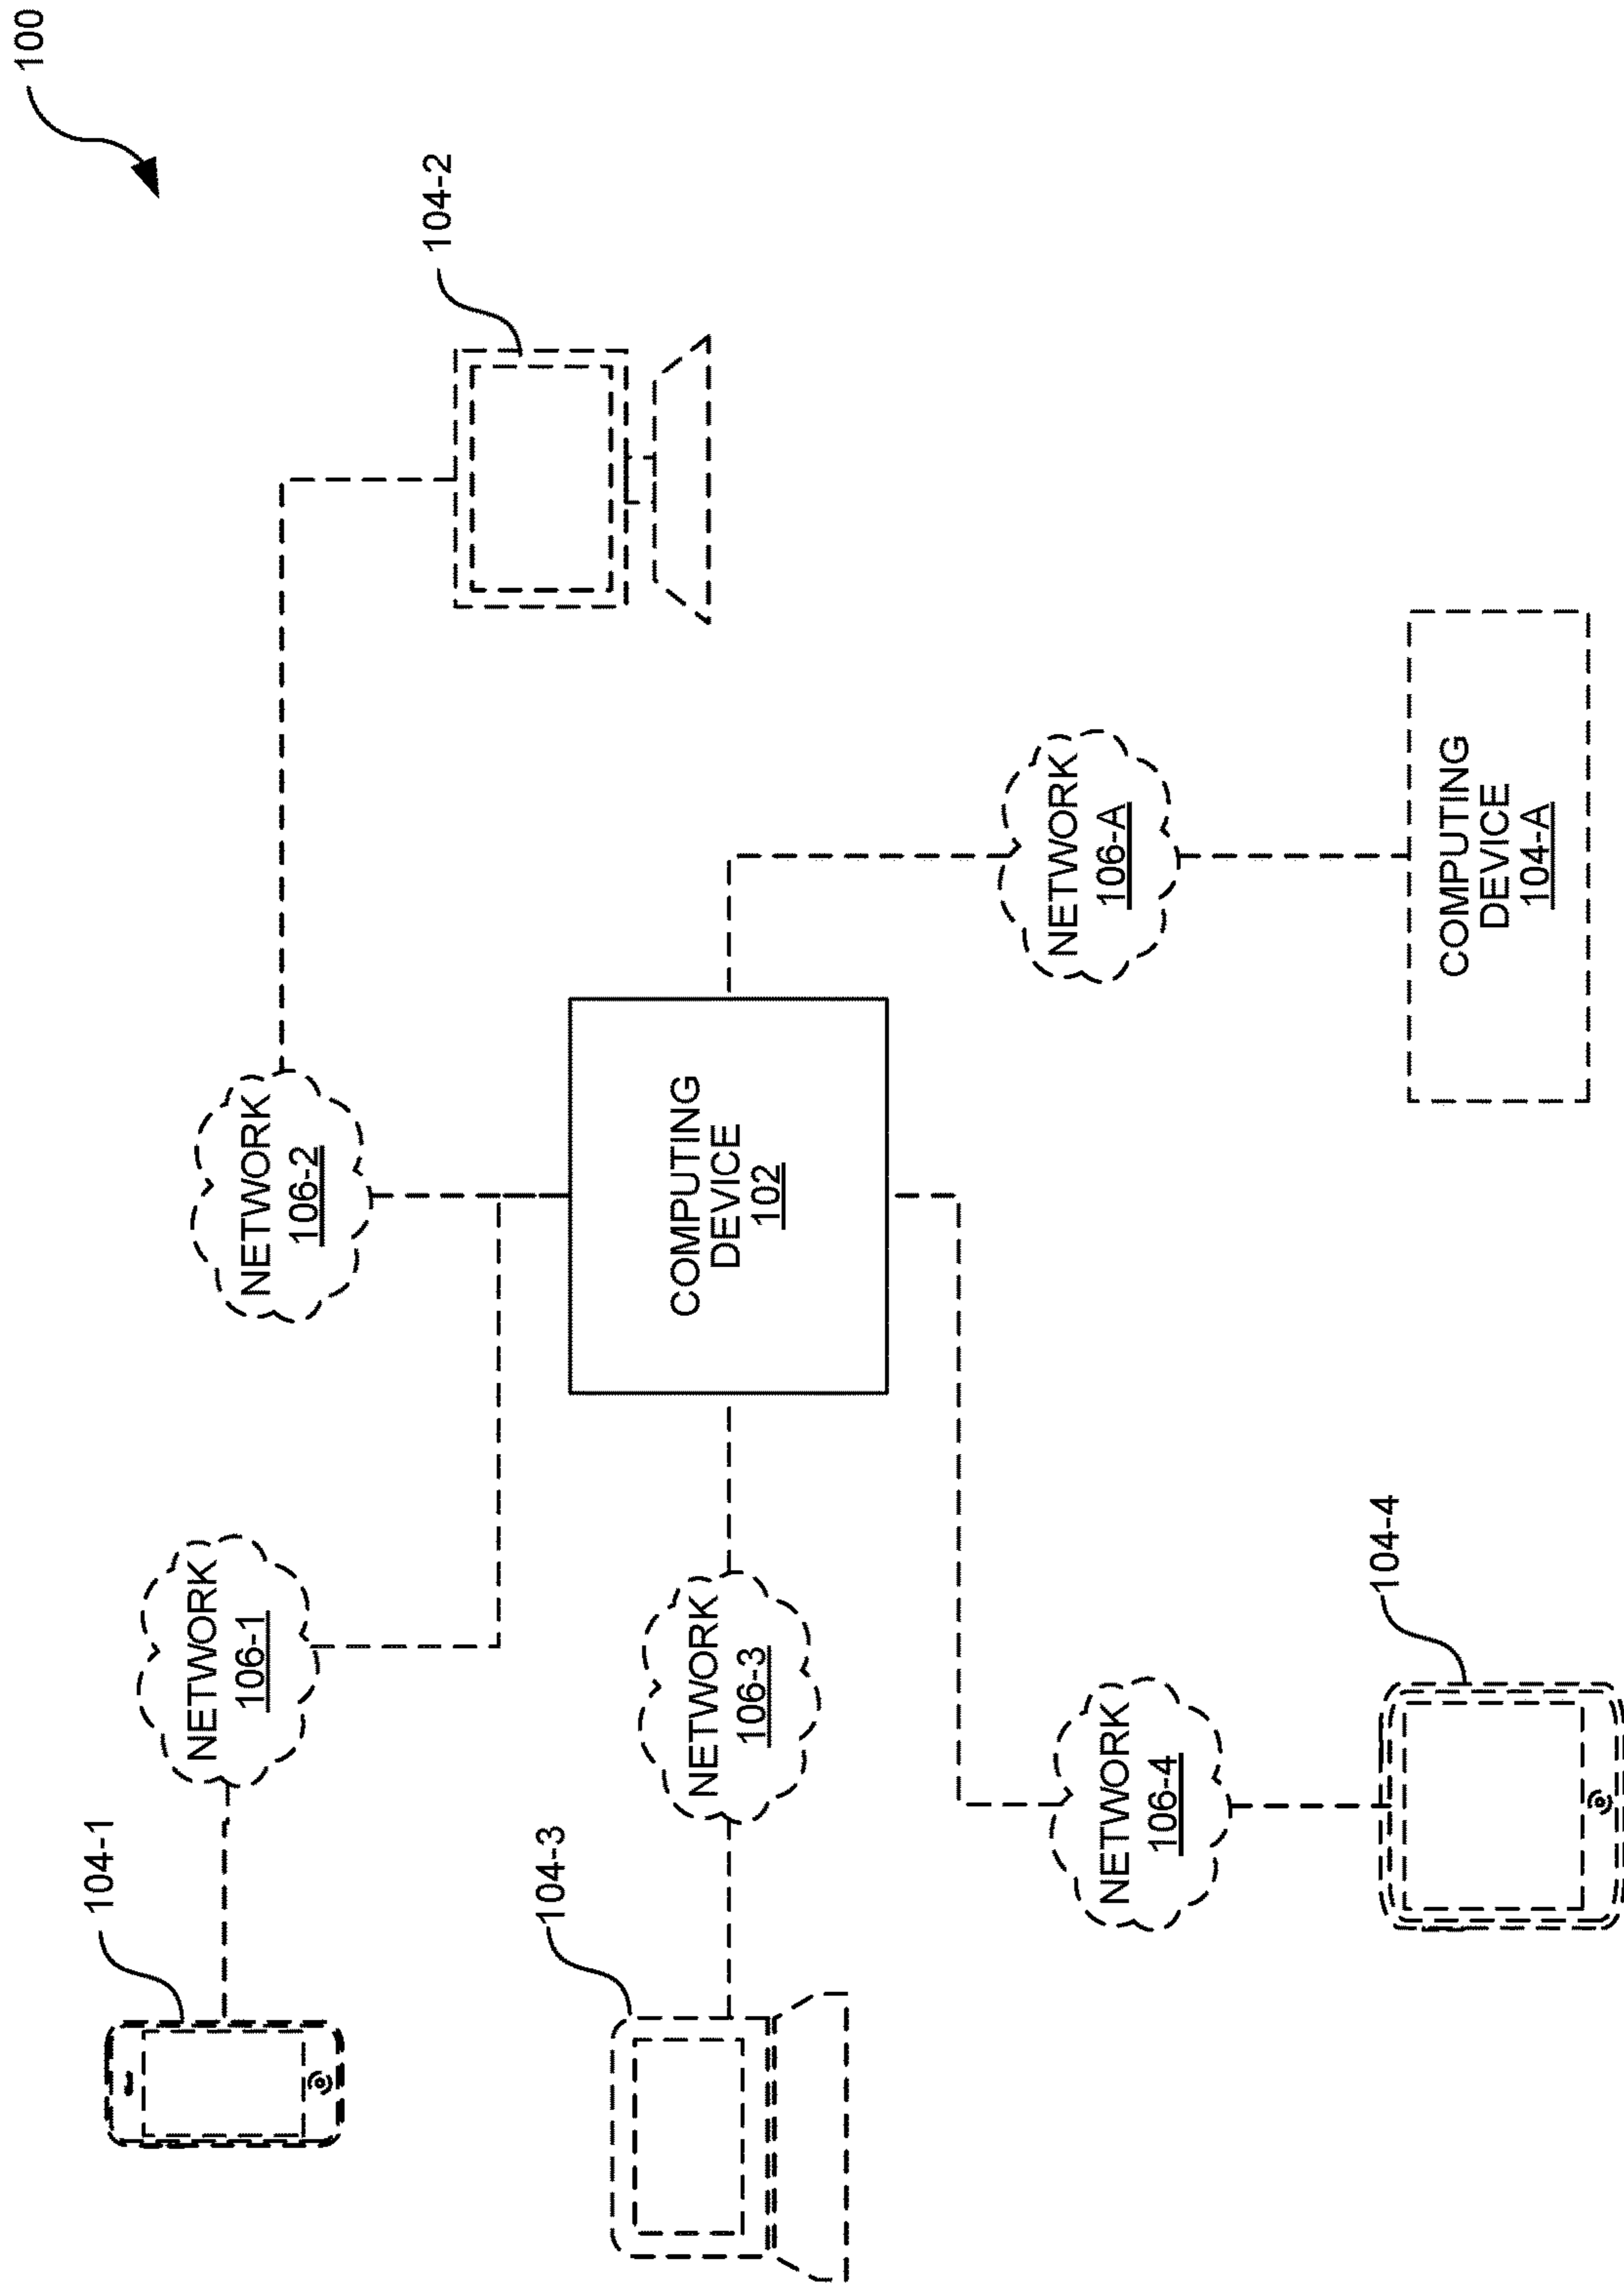 100
104-1
NETWORK
106-1
NETWORK
106-2
104-2
104-3
NETWORK
106-3
COMPUTING
DEVICE
102
NETWORK
106-4
NETWORK
106-A
104-4
COMPUTING
DEVICE
104-A